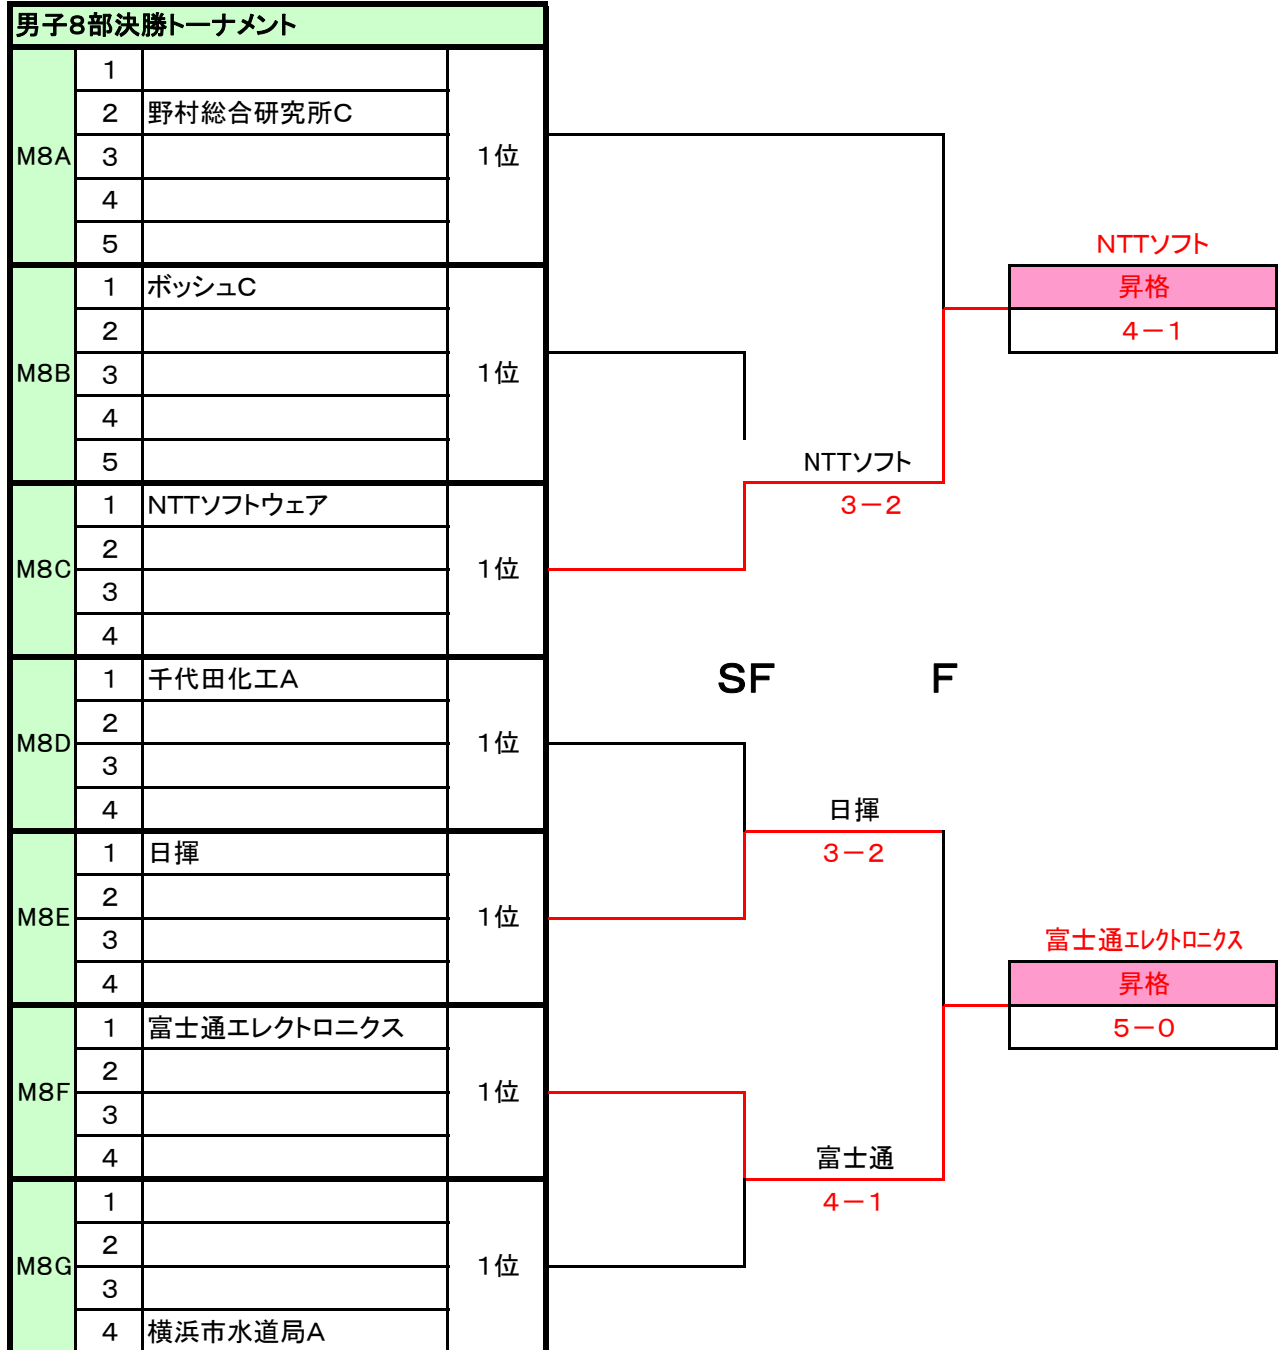 男子8部決勝トーナメント
M8A
1
2 野村総合研究所C
3
4
5
1位
M8B
1 ボッシュC
2
3
4
5
1位
M8C
1 NTTソフトウェア
2
3
4
1位
M8D
1 千代田化工A
2
3
4
1位
M8E
1 日揮
2
3
4
1位
M8F
1 富士通エレクトロニクス
2
3
4
1位
M8G
1
2
3
4 横浜市水道局A
1位
NTTソフト
3-2
SF F
日揮
3-2
富士通
4-1
NTTソフト
昇格
4-1
富士通エレクトロニクス
昇格
5-0